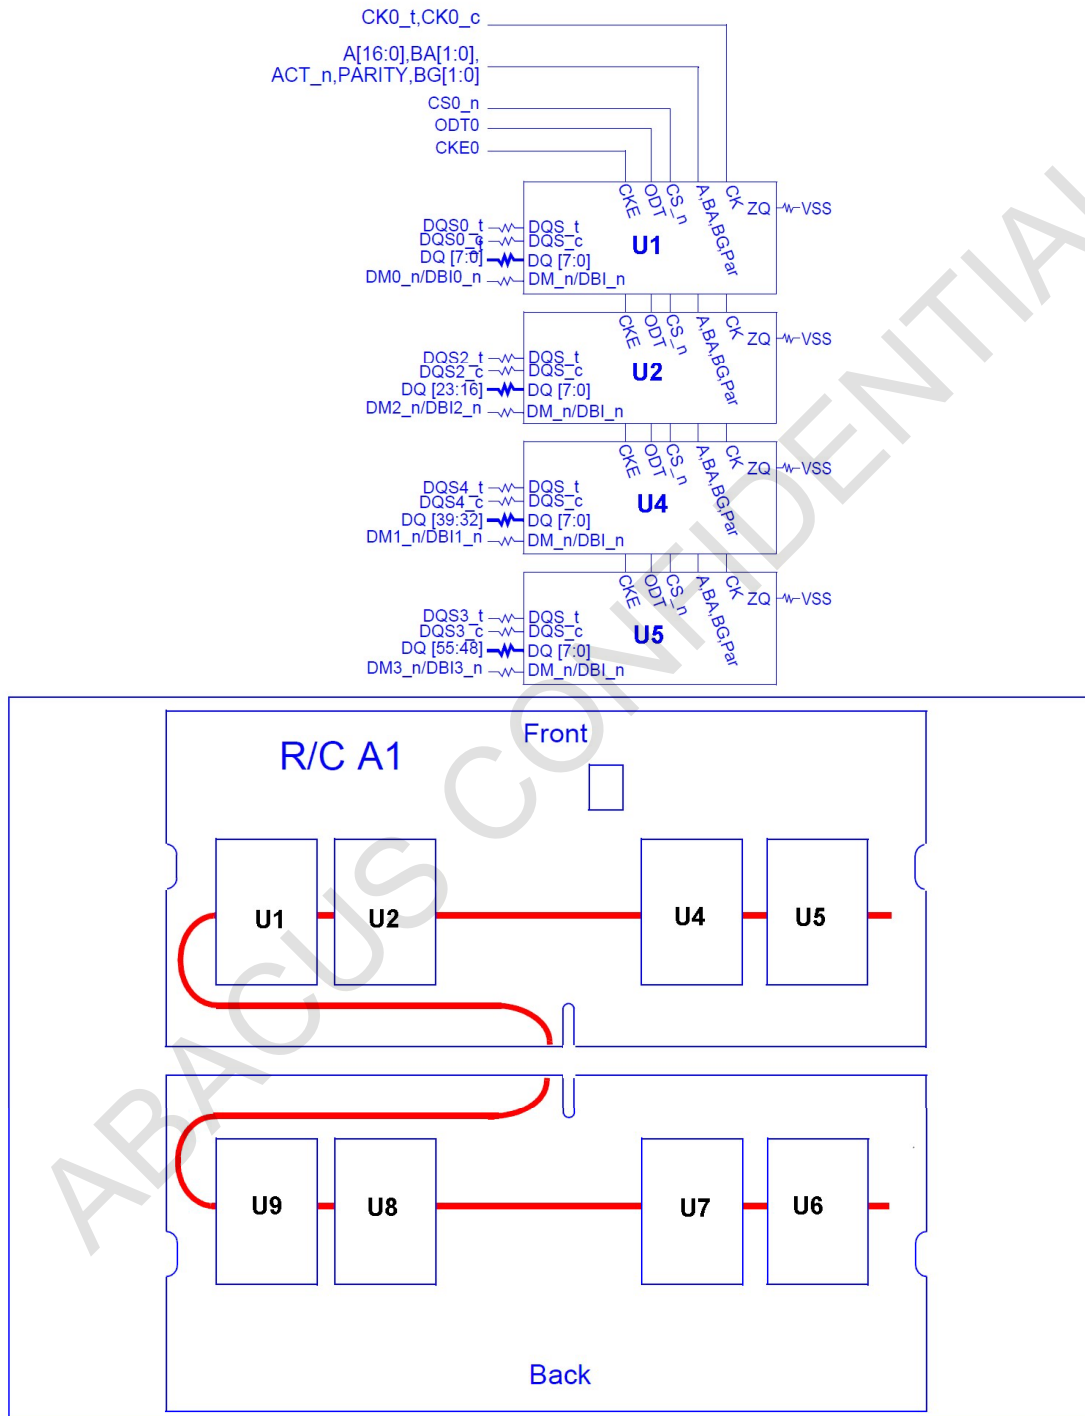 CK0_t,CK0_c
A[16:0],BA[1:0],
ACT_n,PARITY,BG[1:0]
CS0_n
ODT0
CKE0
CKE ODT CS_n A,BA,BG,Par CK ZQ VSS
DQS0_t DQS_t
DQS0_c DQS_c
U1
DQ [7:0] DQ [7:0]
DM0_n/DBI0_n DM_n/DBI_n
CKE ODT CS_n A,BA,BG,Par CK ZQ VSS
DQS2_t DQS_t
DQS2_c DQS_c
U2
DQ [23:16] DQ [7:0]
DM2_n/DBI2_n DM_n/DBI_n
CKE ODT CS_n A,BA,BG,Par CK ZQ VSS
DQS4_t DQS_t
DQS4_c DQS_c
U4
DQ [39:32] DQ [7:0]
DM1_n/DBI1_n DM_n/DBI_n
CKE ODT CS_n A,BA,BG,Par CK ZQ VSS
DQS3_t DQS_t
DQS3_c DQS_c
U5
DQ [55:48] DQ [7:0]
DM3_n/DBI3_n DM_n/DBI_n
Front
R/C A1
U1 U2 U4 U5
U9 U8 U7 U6
Back
ABACUS CONFIDENTIAL